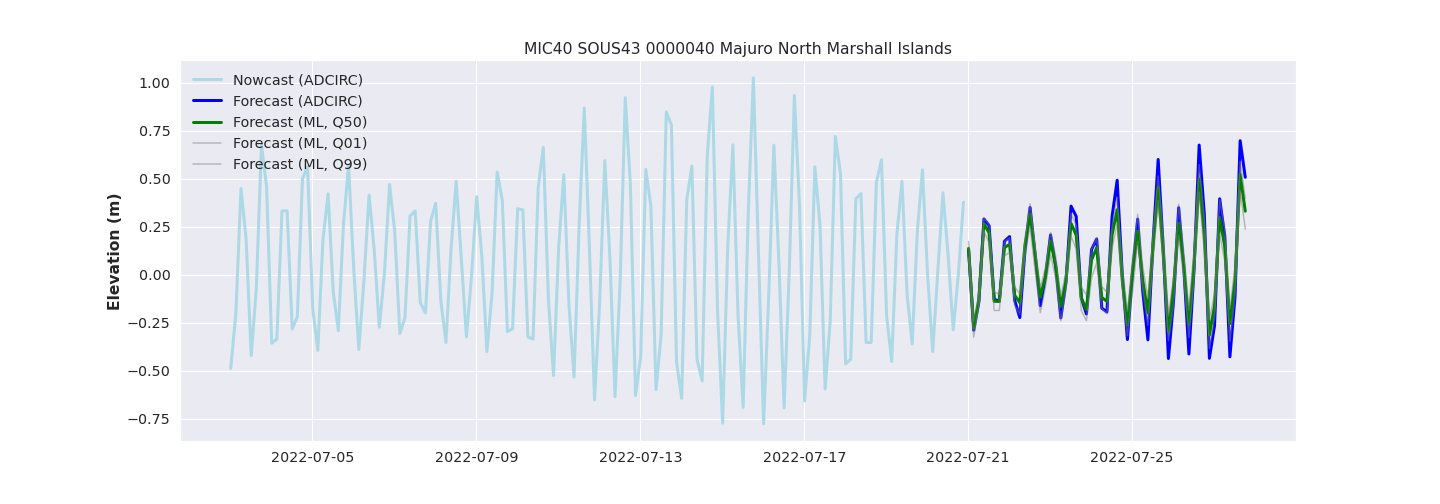 MIC40 SOUS43 0000040 Majuro North Marshall Islands
Nowcast (ADCIRC)
Forecast (ADCIRC)
Forecast (ML, Q50)
Forecast (ML, Q01)
Forecast (ML, Q99)
Elevation (m)
1.00
0.75
0.50
0.25
0.00
−0.25
−0.50
−0.75
2022-07-05 2022-07-09 2022-07-13 2022-07-17 2022-07-21 2022-07-25